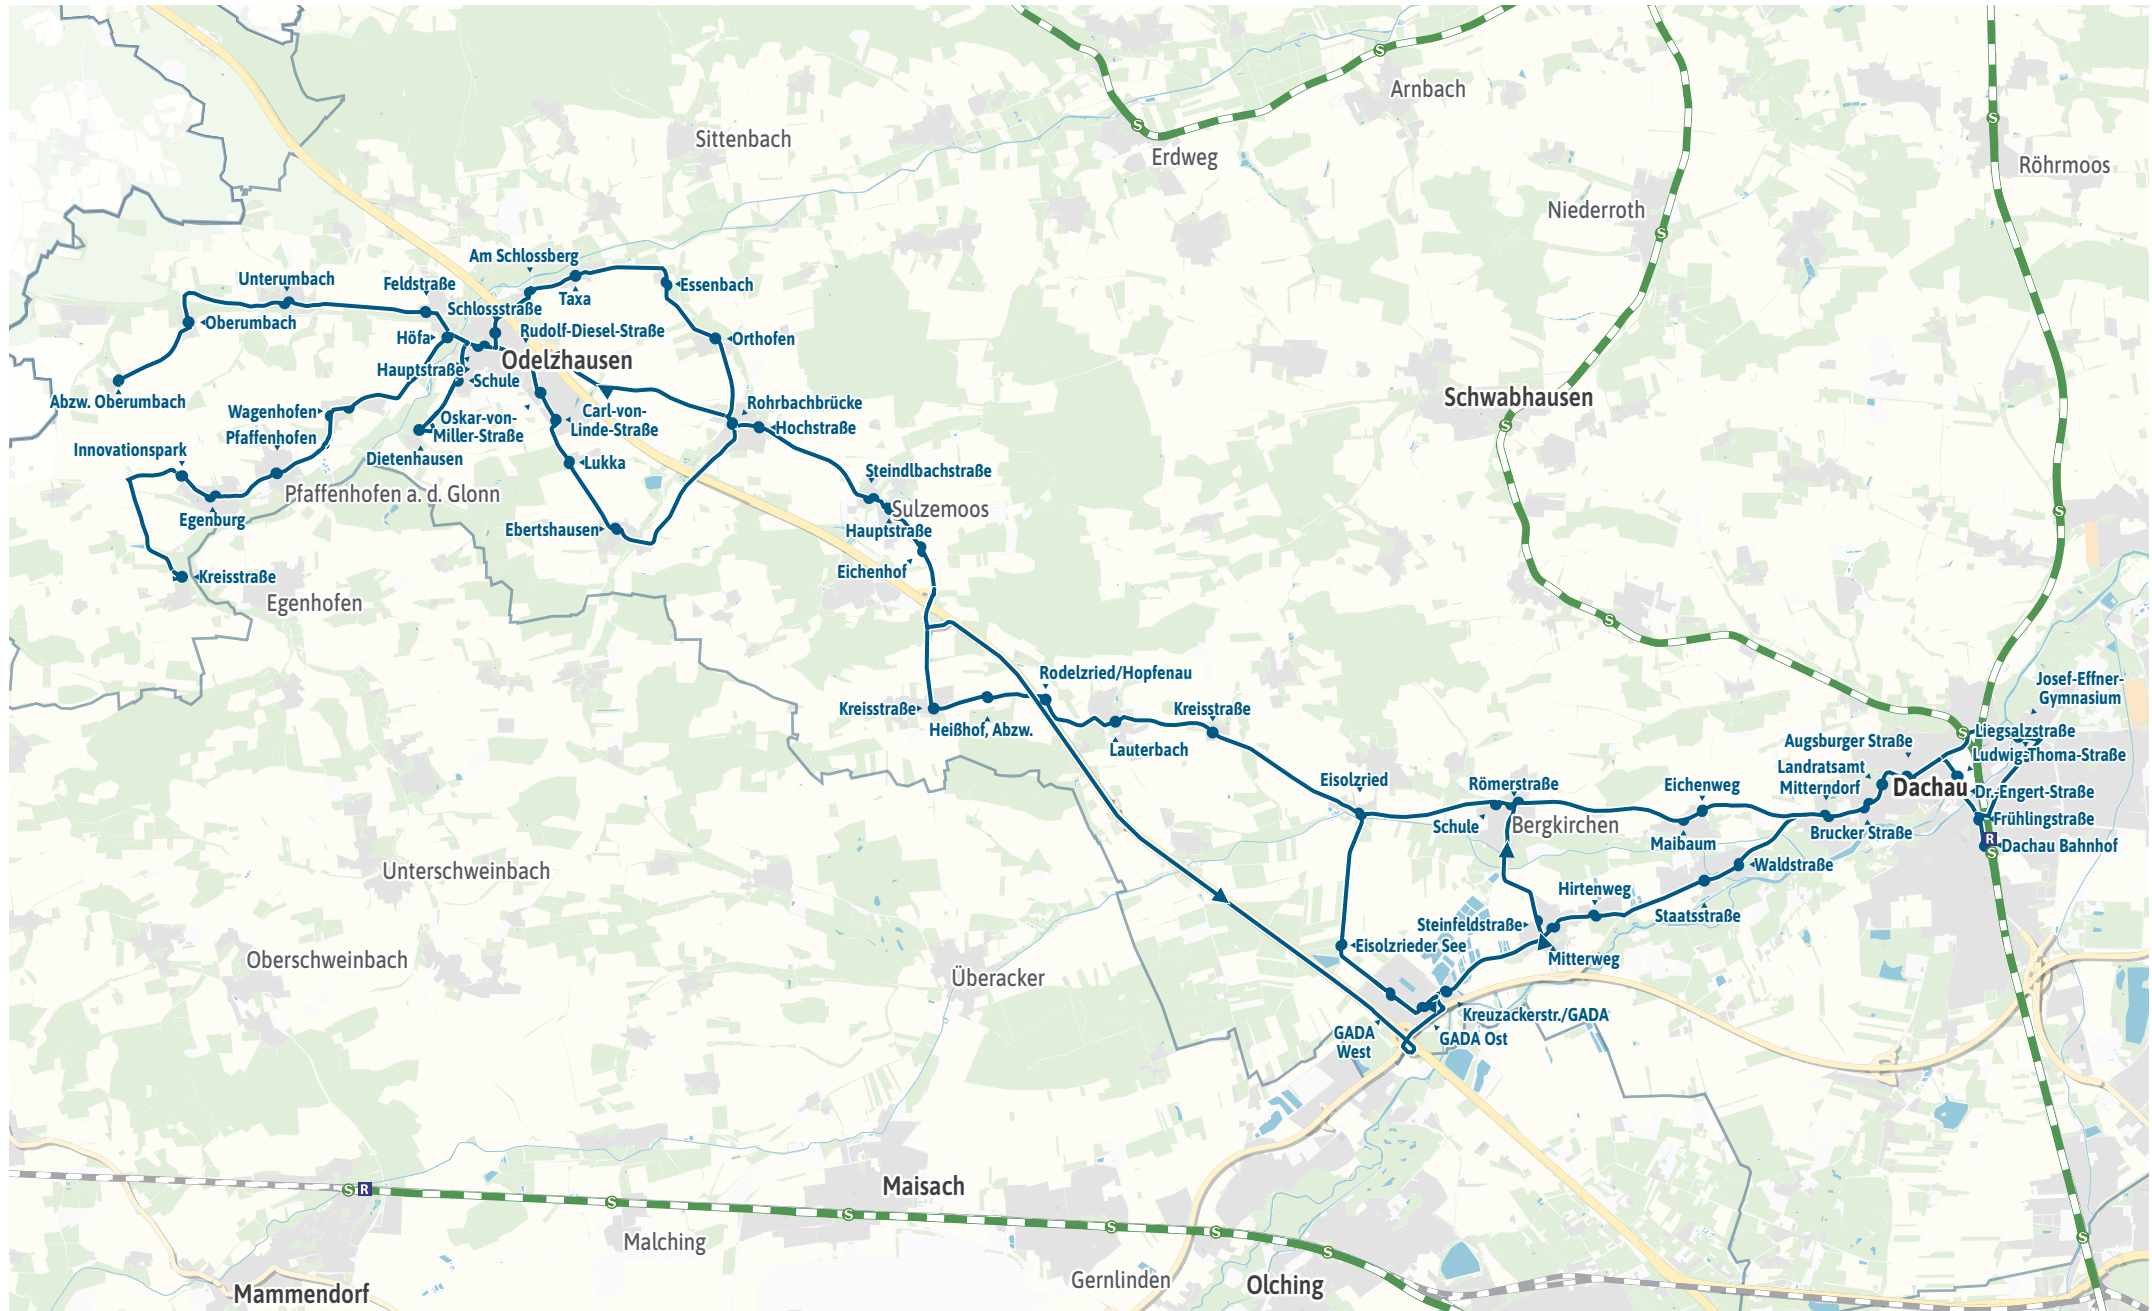 Arnbach
Sittenbach
Erdweg
Röhrmoos
Niederroth
Am Schlossberg
Unterumbach
Feldstraße
Essenbach
Taxa
Schlossstraße
Oberumbach
Rudolf-Diesel-Straße
Höfa
Orthofen
Odelzhausen
Hauptstraße
Schule
Abzw. Oberumbach
Schwabhausen
Rohrbachbrücke
Wagenhofen
Oskar-von-
Miller-Straße
Carl-von-
Linde-Straße
Hochstraße
Pfaffenhofen
Innovationspark
Dietenhausen
Lukka
Steindlbachstraße
Pfaffenhofen a. d. Glonn
Sulzemoos
Egenburg
Ebertshausen
Hauptstraße
Eichenhof
Kreisstraße
Egenhofen
Rodelzried/Hopfenau
Josef-Effner-
Gymnasium
Kreisstraße
Kreisstraße
Heißhof, Abzw.
Lauterbach
Liegsalzstraße
Augsburger Straße
Ludwig-Thoma-Straße
Landratsamt
Eisolzried
Römerstraße
Eichenweg
Mitterndorf
Dachau
Dr.-Engert-Straße
Schule
Bergkirchen
Frühlingstraße
Maibaum
Brucker Straße
R
Dachau Bahnhof
Waldstraße
Unterschweinbach
Hirtenweg
Staatsstraße
Steinfeldstraße
Eisolzrieder See
Mitterweg
Oberschweinbach
Überacker
Kreuzackerstr./GADA
GADA
West
GADA Ost
S R
Maisach
Malching
Gernlinden
Olching
Mammendorf